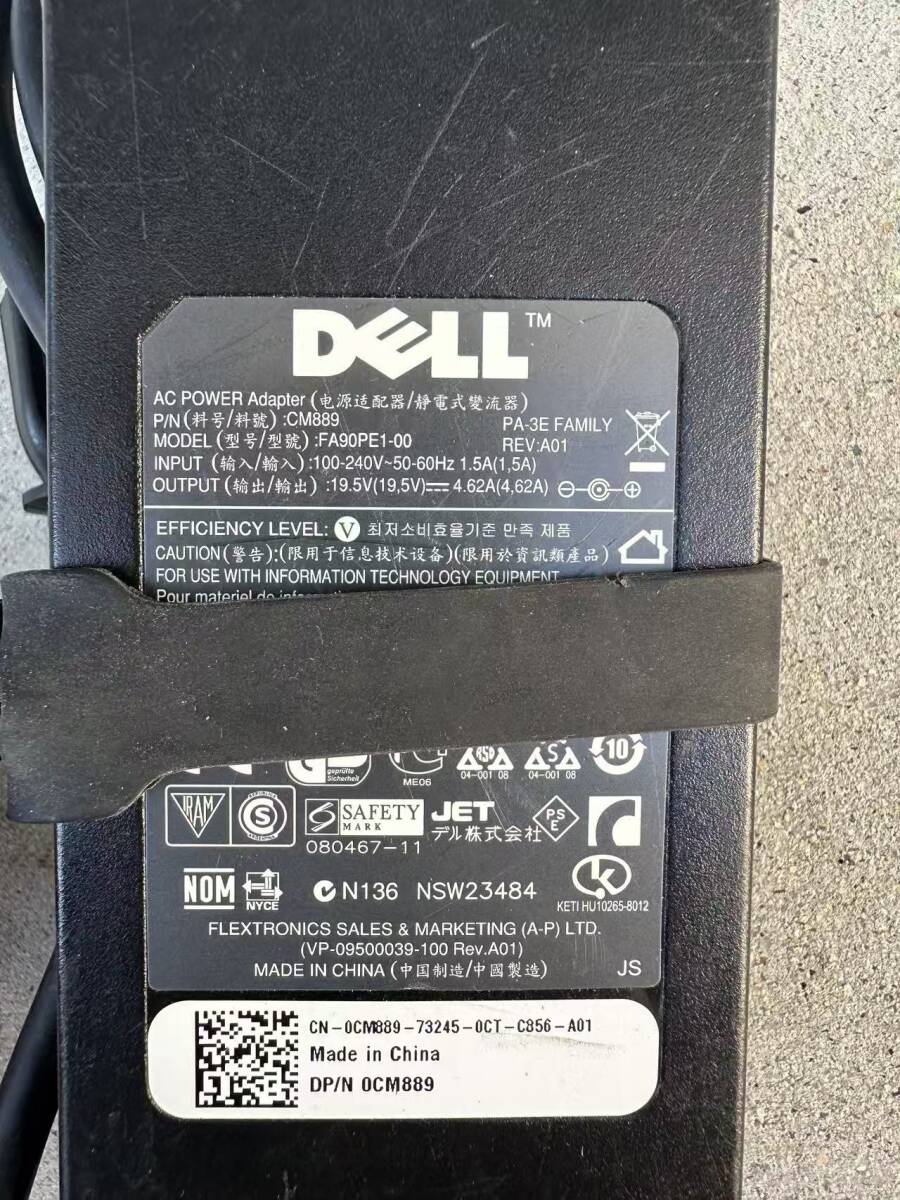 DELL™
AC POWER Adapter (电源适配器/靜電式變流器)
P/N (料号/料號) :CM889
PA-3E FAMILY
MODEL (型号/型號) :FA90PE1-00
REV:A01
INPUT (输入/輸入) :100-240V~50-60Hz 1.5A(1,5A)
OUTPUT (输出/輸出) :19.5V(19,5V)⎓ 4.62A(4,62A)
EFFICIENCY LEVEL: V 최저소비효율기준 만족 제품
CAUTION (警告):(限用于信息技术设备)(限用於資訊類產品)
FOR USE WITH INFORMATION TECHNOLOGY EQUIPMENT
Pour materiel
geprüfte
Sicherheit
ME06
04-001 08
04-001 08
10
TRAM
S
SAFETY
MARK
080467-11
JET
デル株式会社
PS
E
NOM
NYCE
N136 NSW23484
KETI HU10265-8012
FLEXTRONICS SALES & MARKETING (A-P) LTD.
(VP-09500039-100 Rev.A01)
MADE IN CHINA (中国制造/中國製造)
JS
CN-0CM889-73245-0CT-C856-A01
Made in China
DP/N 0CM889